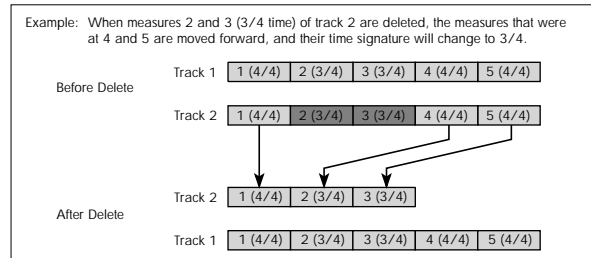 Example: When measures 2 and 3 (3/4 time) of track 2 are deleted, the measures that were
at 4 and 5 are moved forward, and their time signature will change to 3/4.
Track 1 1 (4/4) 2 (3/4) 3 (3/4) 4 (4/4) 5 (4/4)
Before Delete
Track 2 1 (4/4) 2 (3/4) 3 (3/4) 4 (4/4) 5 (4/4)
Track 2 1 (4/4) 2 (3/4) 3 (3/4)
After Delete
Track 1 1 (4/4) 2 (3/4) 3 (3/4) 4 (4/4) 5 (4/4)